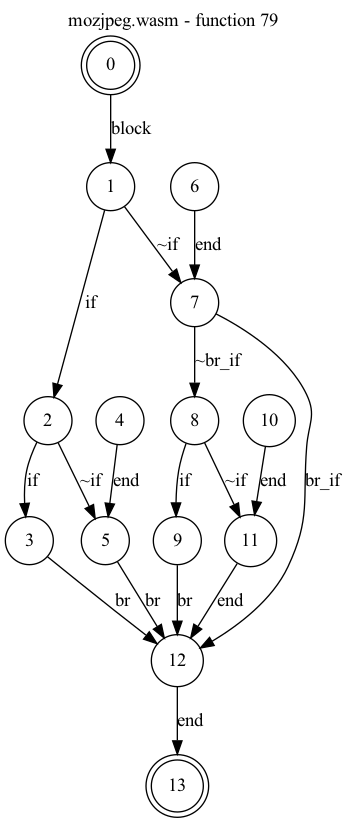 mozjpeg.wasm - function 79
0
block
1
6
~if
end
if
7
~br_if
2
4
8
10
if
~if
end
if
~if
end
br_if
3
5
9
11
br
br
br
end
12
end
13